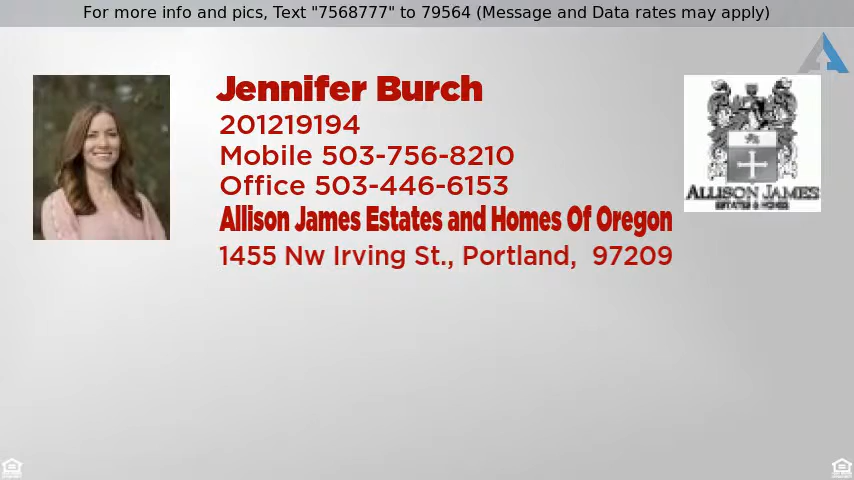 For more info and pics, Text "7568777" to 79564 (Message and Data rates may apply)
Jennifer Burch
201219194
Mobile 503-756-8210
Office 503-446-6153
Allison James Estates and Homes Of Oregon
1455 Nw Irving St., Portland, 97209
ALLISON JAMES
ESTATES & HOMES